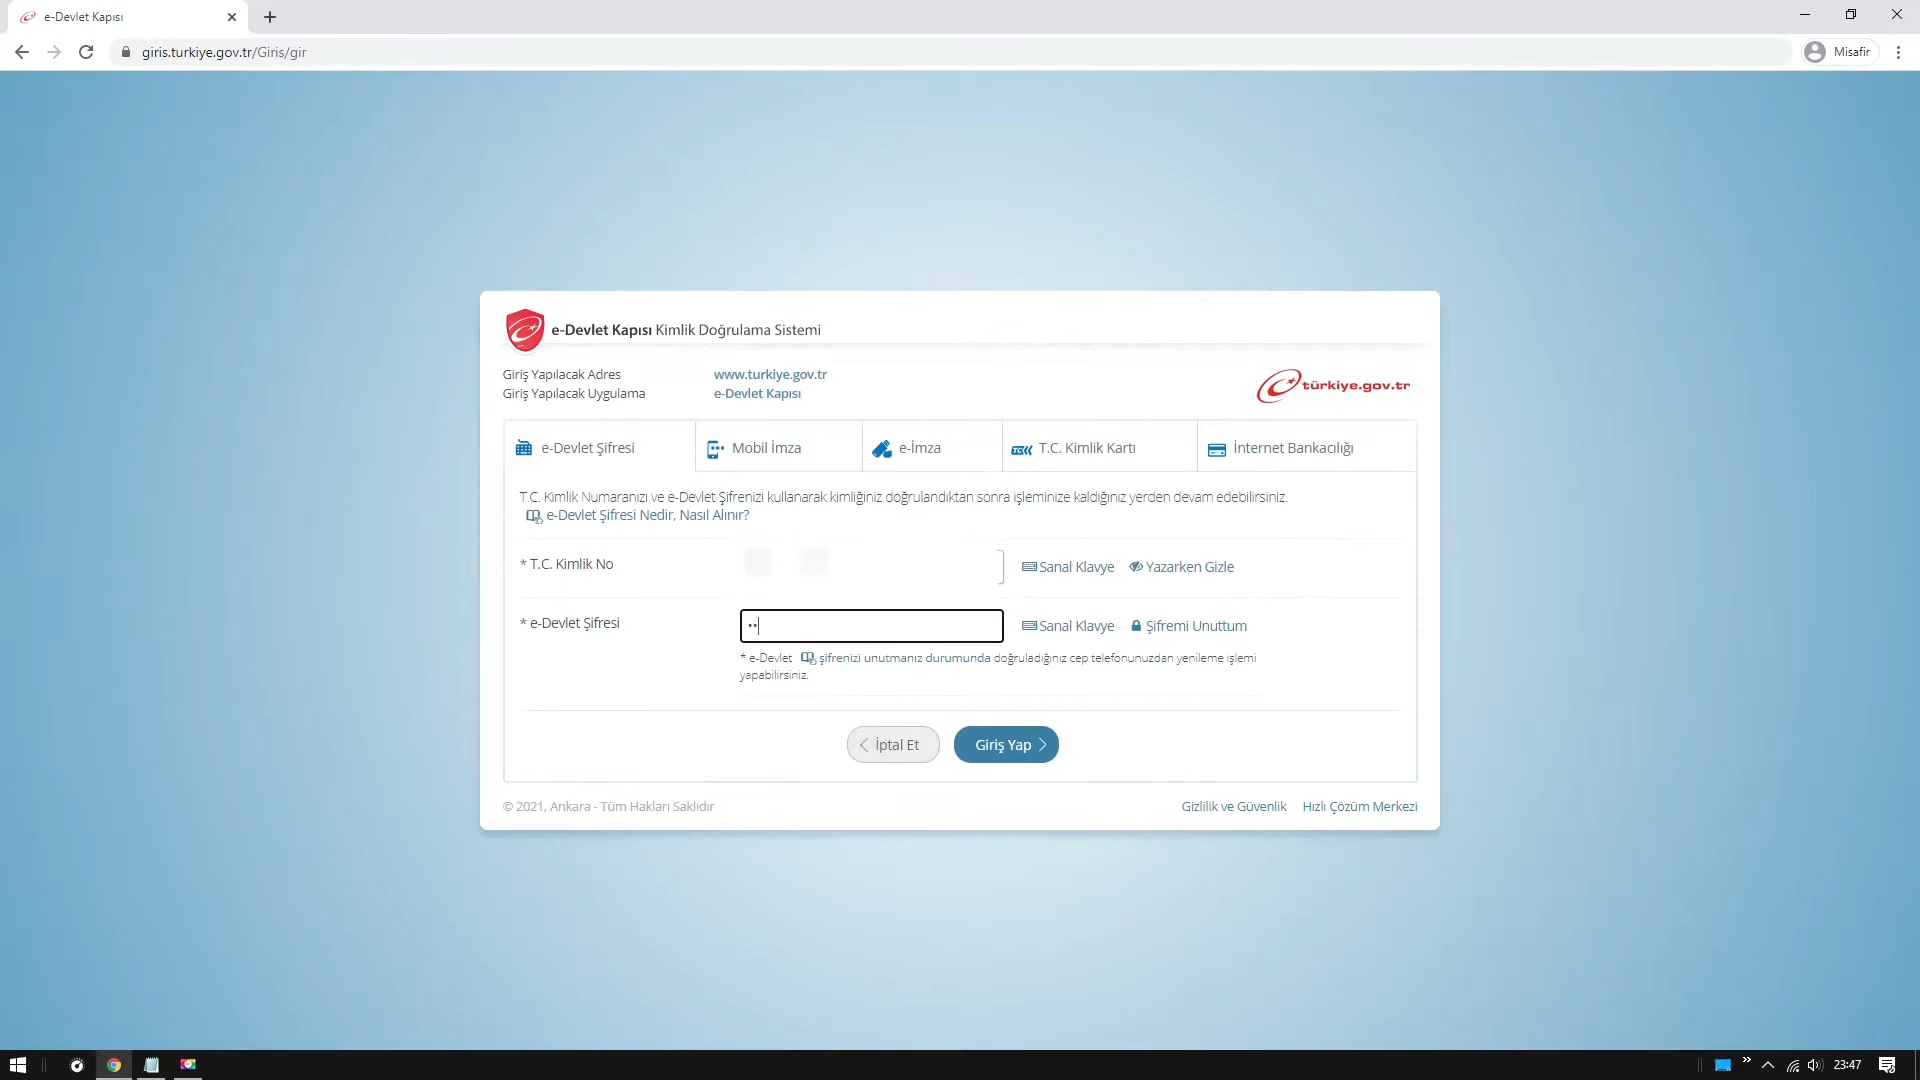 e-Devlet Kapısı
giris.turkiye.gov.tr/Giris/gir
Misafir
e-Devlet Kapısı Kimlik Doğrulama Sistemi
Giriş Yapılacak Adres www.turkiye.gov.tr
Giriş Yapılacak Uygulama e-Devlet Kapısı
türkiye.gov.tr
e-Devlet Şifresi Mobil İmza e-İmza T.C. Kimlik Kartı İnternet Bankacılığı
T.C. Kimlik Numaranızı ve e-Devlet Şifrenizi kullanarak kimliğiniz doğrulandıktan sonra işleminize kaldığınız yerden devam edebilirsiniz.
e-Devlet Şifresi Nedir, Nasıl Alınır?
* T.C. Kimlik No Sanal Klavye Yazarken Gizle
* e-Devlet Şifresi •• Sanal Klavye Şifremi Unuttum
* e-Devlet şifrenizi unutmanız durumunda doğruladığınız cep telefonunuzdan yenileme işlemi
yapabilirsiniz.
İptal Et Giriş Yap
© 2021, Ankara - Tüm Hakları Saklıdır Gizlilik ve Güvenlik Hızlı Çözüm Merkezi
23:47